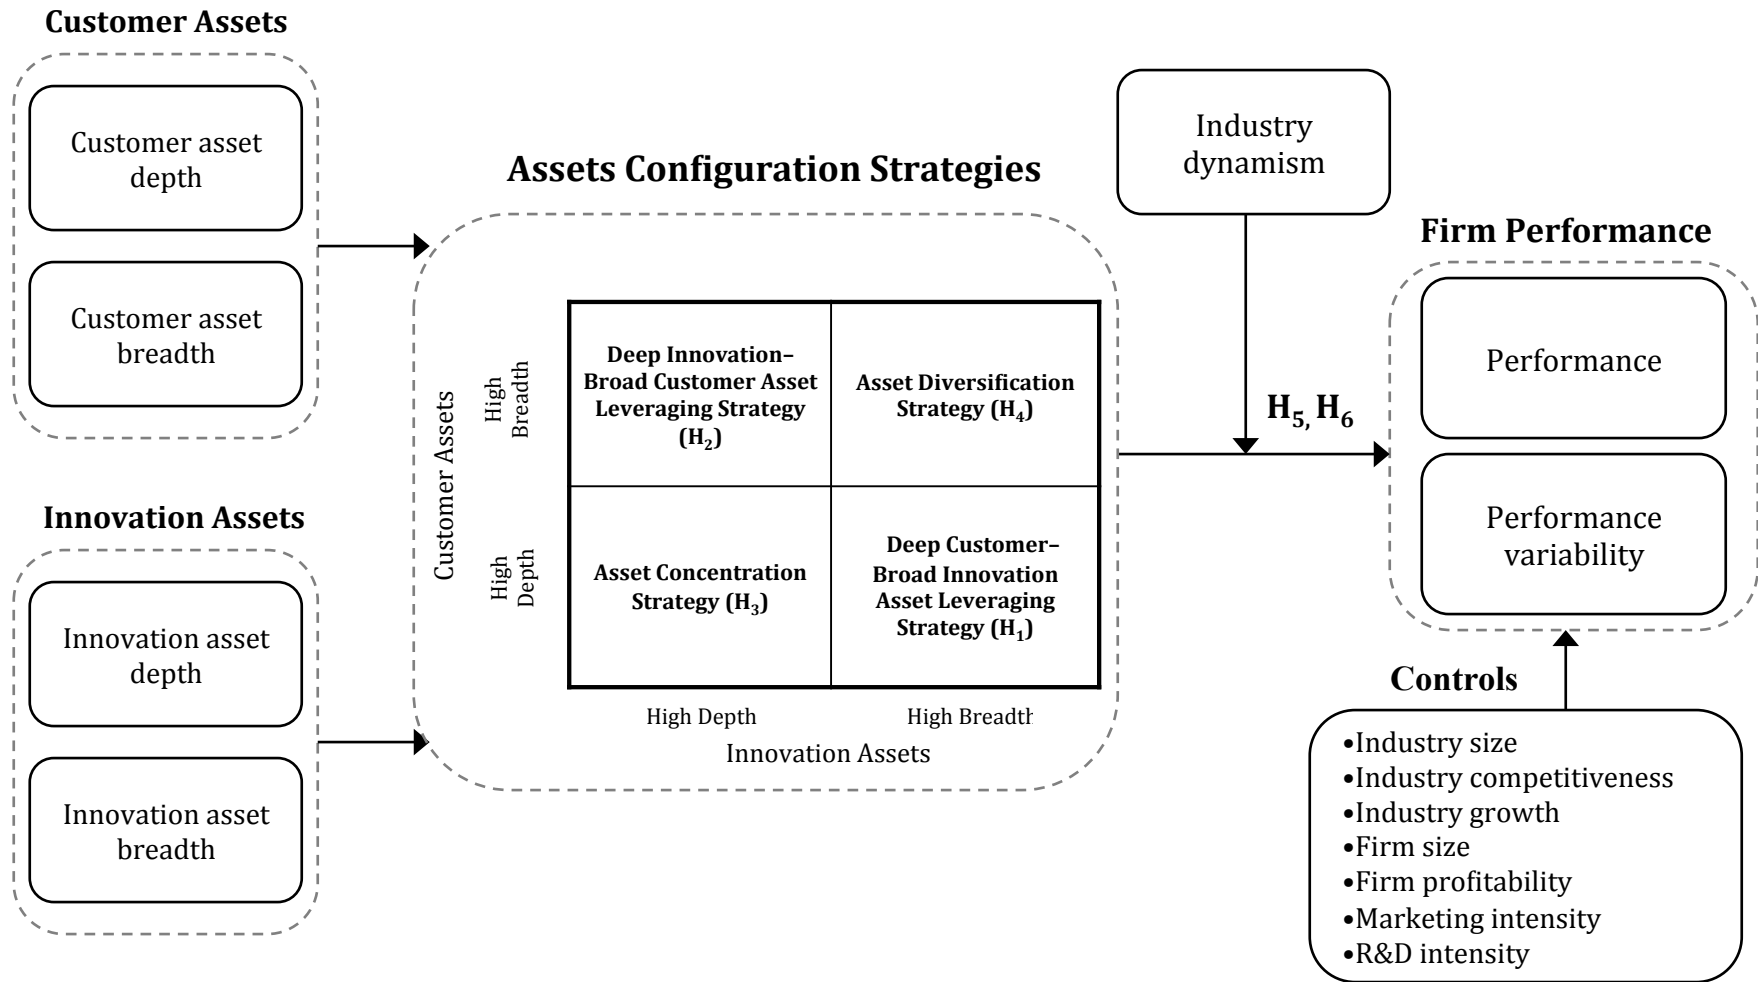 Customer Assets
Customer asset
depth
Customer asset
breadth
Innovation Assets
Innovation asset
depth
Innovation asset
breadth
Assets Configuration Strategies
Customer Assets
High
Breadth
High
Depth
Deep Innovation–
Broad Customer Asset
Leveraging Strategy
(H2)
Asset Diversification
Strategy (H4)
Asset Concentration
Strategy (H3)
Deep Customer–
Broad Innovation
Asset Leveraging
Strategy (H1)
High Depth
High Breadth
Innovation Assets
Industry
dynamism
H5, H6
Firm Performance
Performance
Performance
variability
Controls
•Industry size
•Industry competitiveness
•Industry growth
•Firm size
•Firm profitability
•Marketing intensity
•R&D intensity